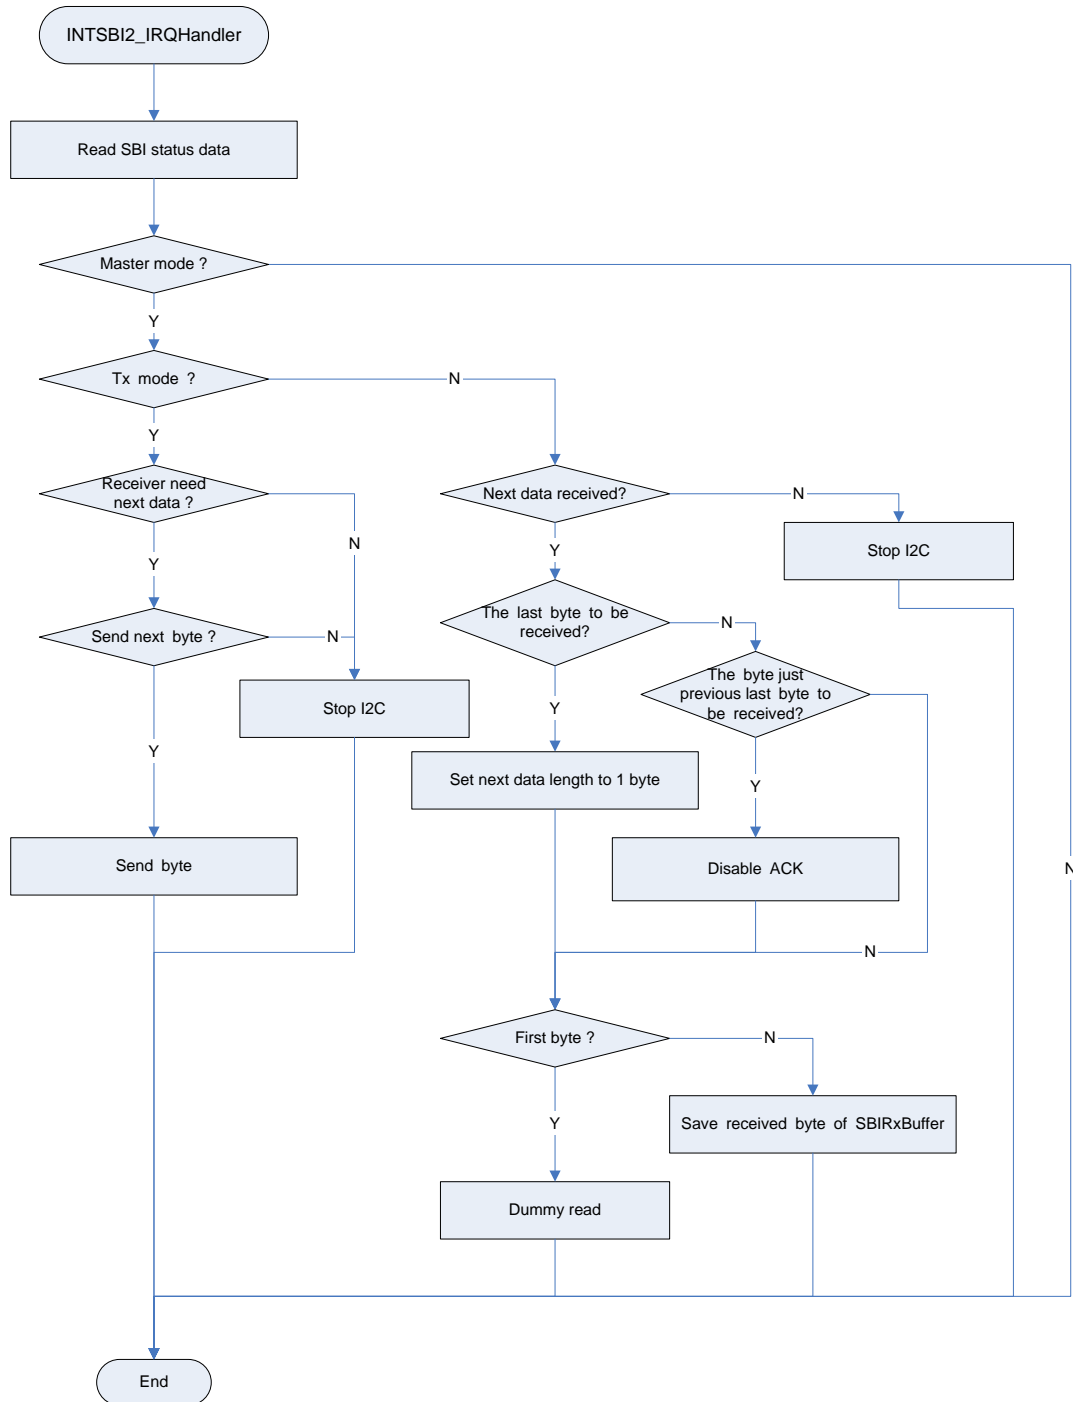 INTSBI2_IRQHandler
Read SBI status data
Master mode ?
Y
Tx mode ?
N
Y
Receiver need
next data ?
N
Y
Send next byte ?
N
Stop I2C
Y
Send byte
Next data received?
N
Stop I2C
Y
The last byte to be
received?
N
The byte just
previous last byte to
be received?
Y
Set next data length to 1 byte
Y
Disable ACK
N
N
First byte ?
N
Save received byte of SBIRxBuffer
Y
Dummy read
End